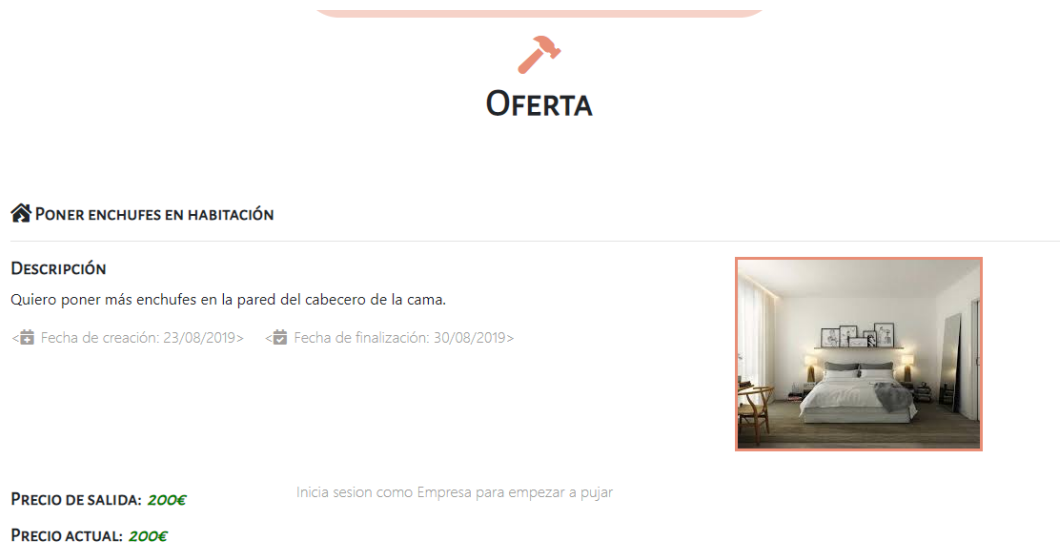 Oferta
Poner enchufes en habitación
Descripción
Quiero poner más enchufes en la pared del cabecero de la cama.
< Fecha de creación: 23/08/2019> < Fecha de finalización: 30/08/2019>
Precio de salida: 200€ Inicia sesion como Empresa para empezar a pujar
Precio actual: 200€